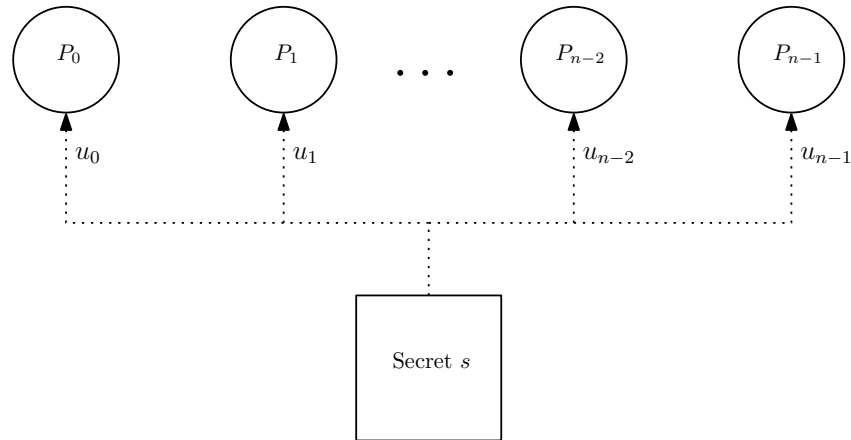 P_0 P_1 ... P_{n−2} P_{n−1}
u_0 u_1 u_{n−2} u_{n−1}
Secret s